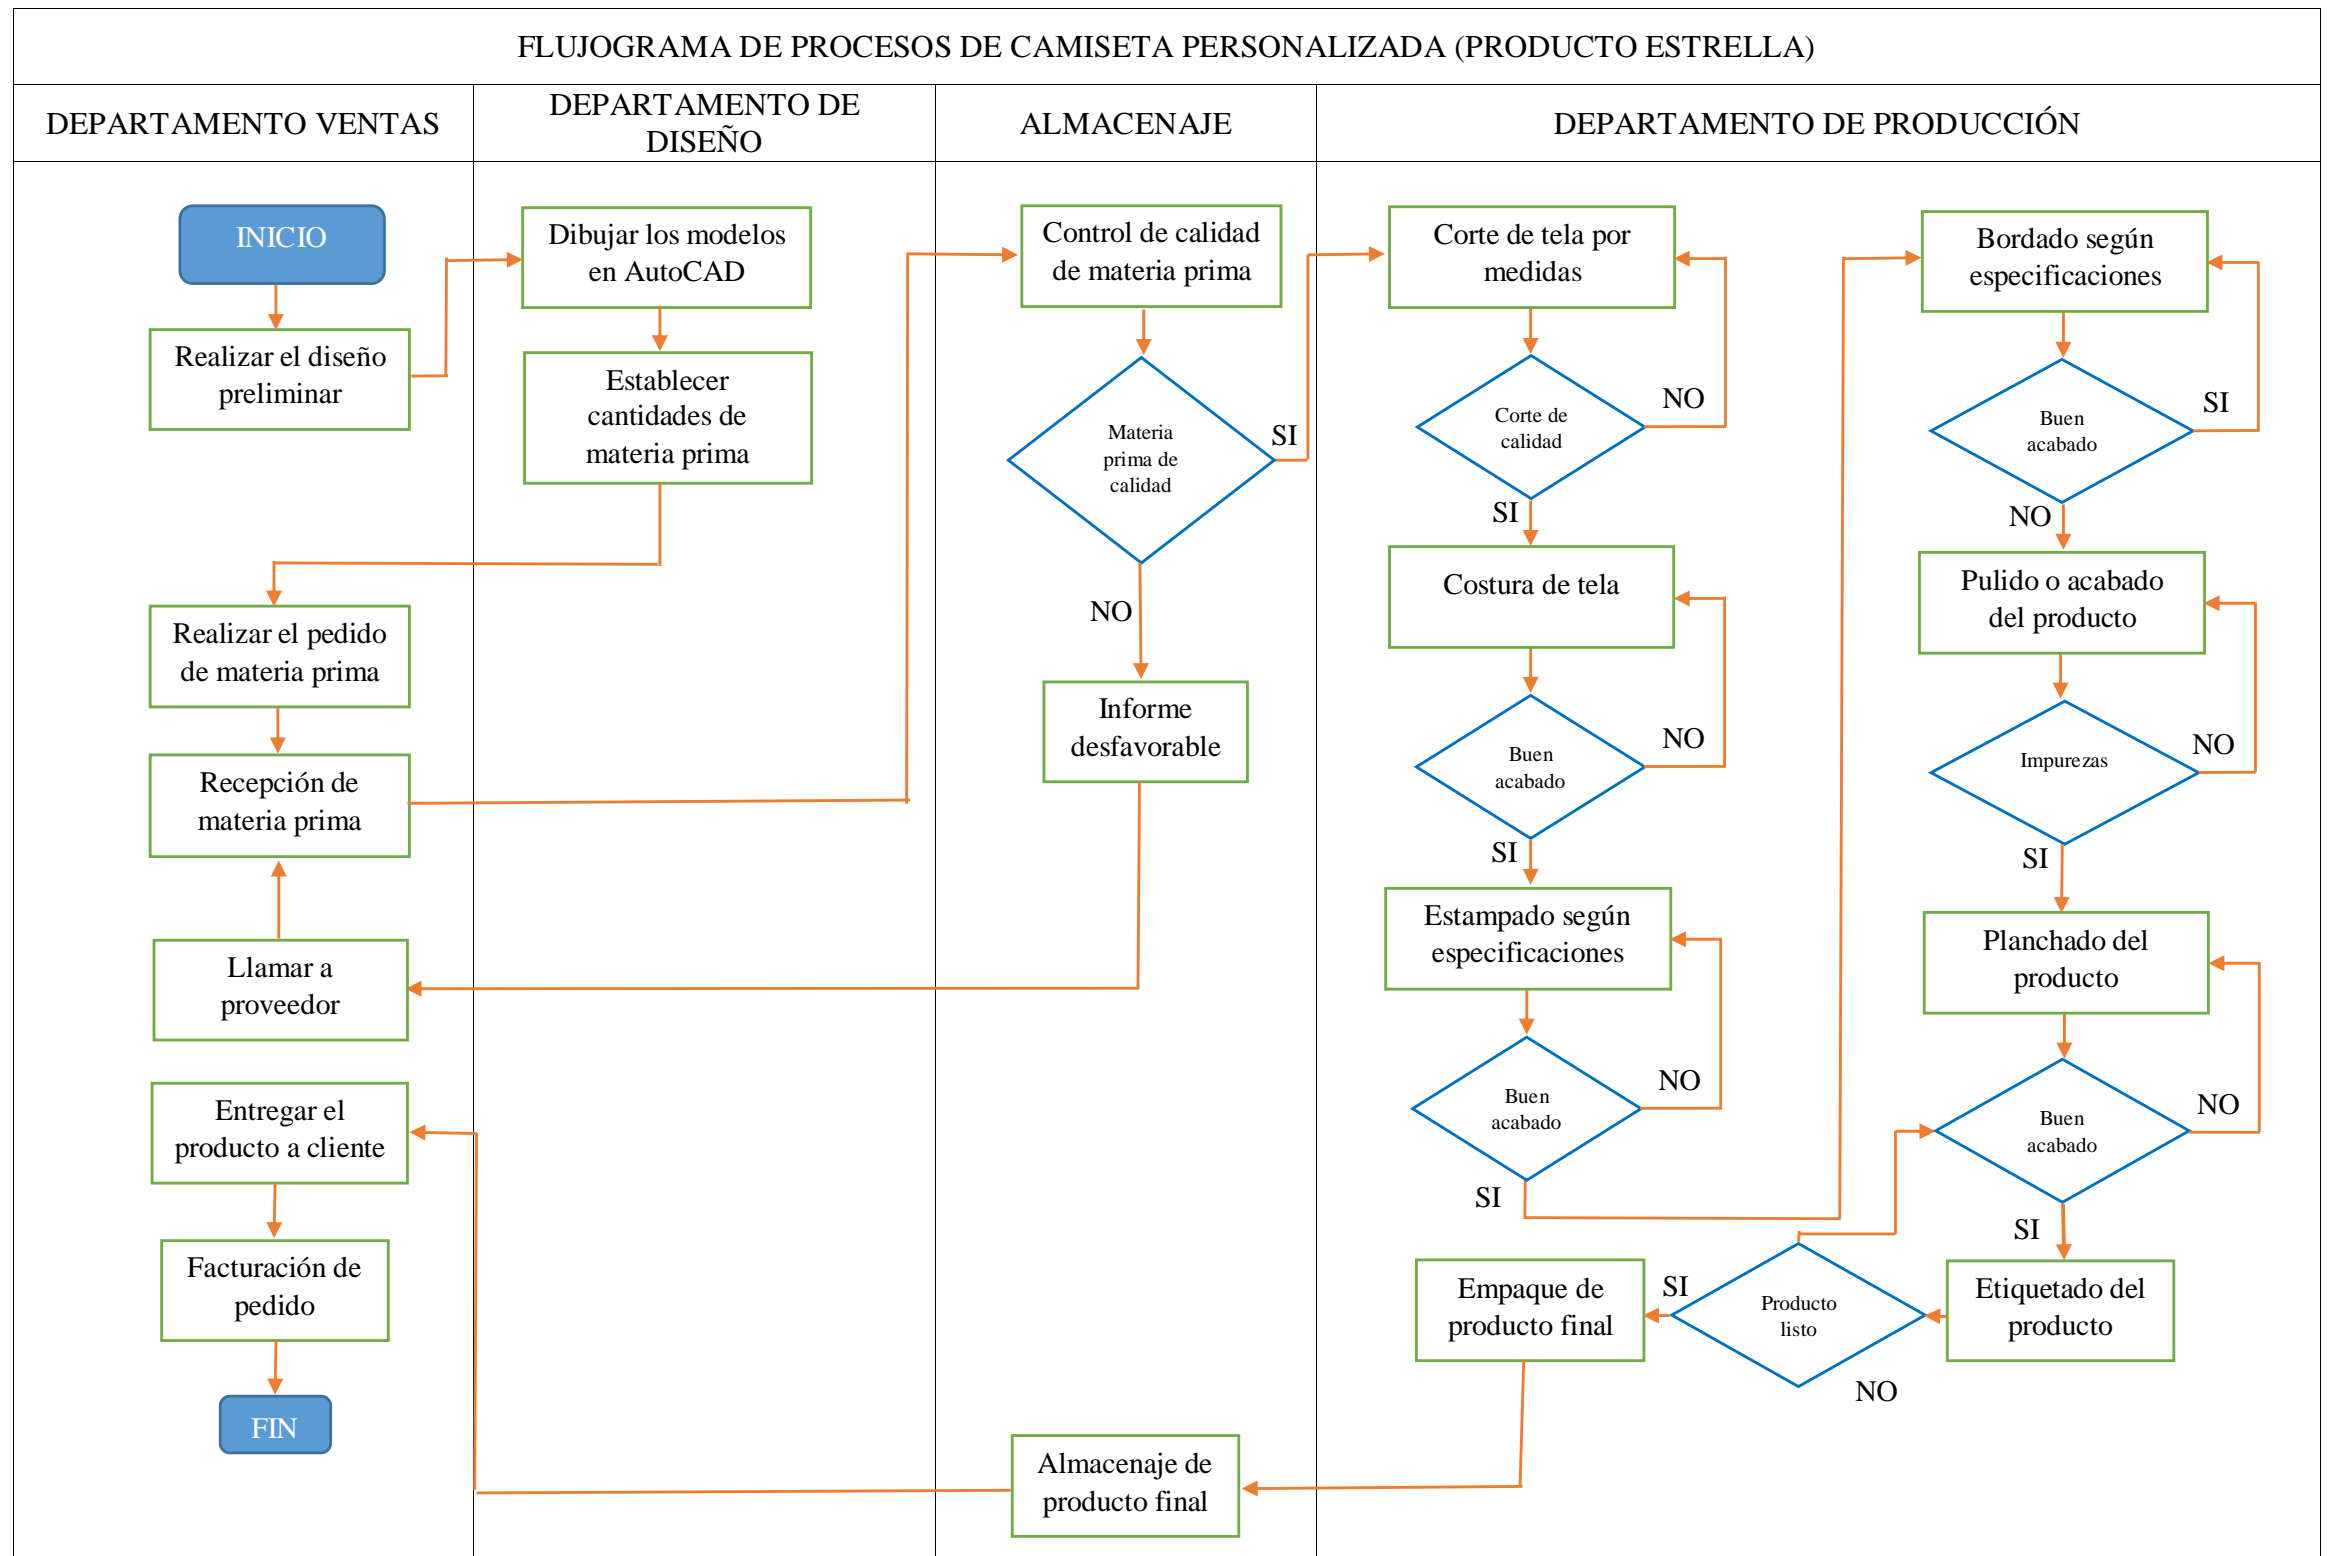 FLUJOGRAMA DE PROCESOS DE CAMISETA PERSONALIZADA (PRODUCTO ESTRELLA)
DEPARTAMENTO VENTAS
DEPARTAMENTO DE
DISEÑO
ALMACENAJE
DEPARTAMENTO DE PRODUCCIÓN
INICIO
Realizar el diseño
preliminar
Realizar el pedido
de materia prima
Recepción de
materia prima
Llamar a
proveedor
Entregar el
producto a cliente
Facturación de
pedido
FIN
Dibujar los modelos
en AutoCAD
Establecer
cantidades de
materia prima
Control de calidad
de materia prima
Materia
prima de
calidad
SI
NO
Informe
desfavorable
Almacenaje de
producto final
Corte de tela por
medidas
Corte de
calidad
NO
SI
Costura de tela
Buen
acabado
NO
SI
Estampado según
especificaciones
Buen
acabado
NO
SI
Bordado según
especificaciones
Buen
acabado
SI
NO
Pulido o acabado
del producto
Impurezas
NO
SI
Planchado del
producto
Buen
acabado
NO
SI
Etiquetado del
producto
Producto
listo
SI
NO
Empaque de
producto final